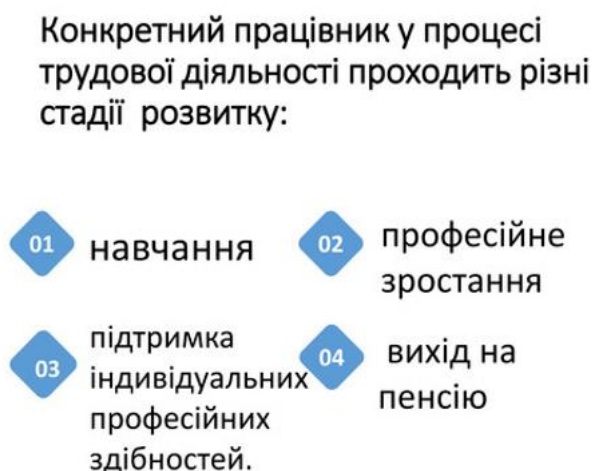 Конкретний працівник у процесі
трудової діяльності проходить різні
стадії розвитку:
01
навчання
02
професійне
зростання
03
підтримка
індивідуальних
професійних
здібностей.
04
вихід на
пенсію